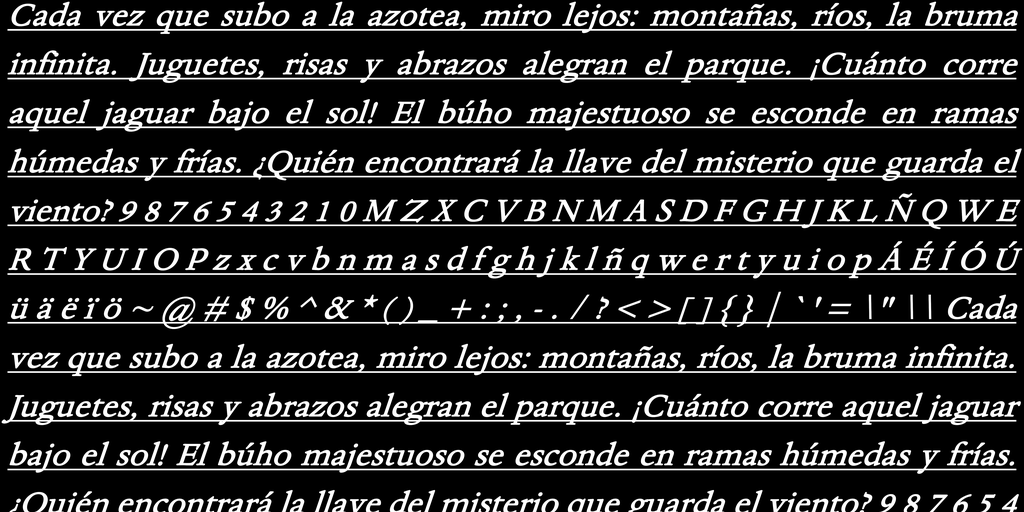 Cada vez que subo a la azotea, miro lejos: montañas, ríos, la bruma
infinita. Juguetes, risas y abrazos alegran el parque. ¡Cuánto corre
aquel jaguar bajo el sol! El búho majestuoso se esconde en ramas
húmedas y frías. ¿Quién encontrará la llave del misterio que guarda el
viento? 9 8 7 6 5 4 3 2 1 0 M Z X C V B N M A S D F G H J K L Ñ Q W E
R T Y U I O P z x c v b n m a s d f g h j k l ñ q w e r t y u i o p Á É Í Ó Ú
ü ä ë ï ö ~ @ # $ % ^ & * ( ) _ + : ; , - . / ? < > [ ] { } | ` ' = \" \ \ Cada
vez que subo a la azotea, miro lejos: montañas, ríos, la bruma infinita.
Juguetes, risas y abrazos alegran el parque. ¡Cuánto corre aquel jaguar
bajo el sol! El búho majestuoso se esconde en ramas húmedas y frías.
¿Quién encontrará la llave del misterio que guarda el viento? 9 8 7 6 5 4